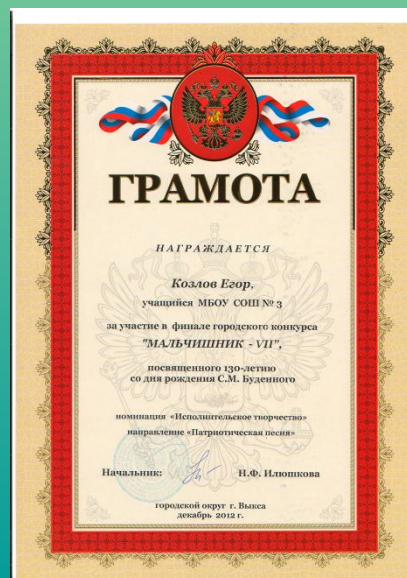 ГРАМОТА
НАГРАЖДАЕТСЯ
Козлов Егор,
учащийся МБОУ СОШ № 3
за участие в финале городского конкурса
"МАЛЬЧИШНИК - VII",
посвященного 130-летию
со дня рождения С.М. Буденного
номинация «Исполнительское творчество»
направление «Патриотическая песня»
Начальник: Н.Ф. Илюшкова
городской округ г. Выкса
декабрь 2012 г.